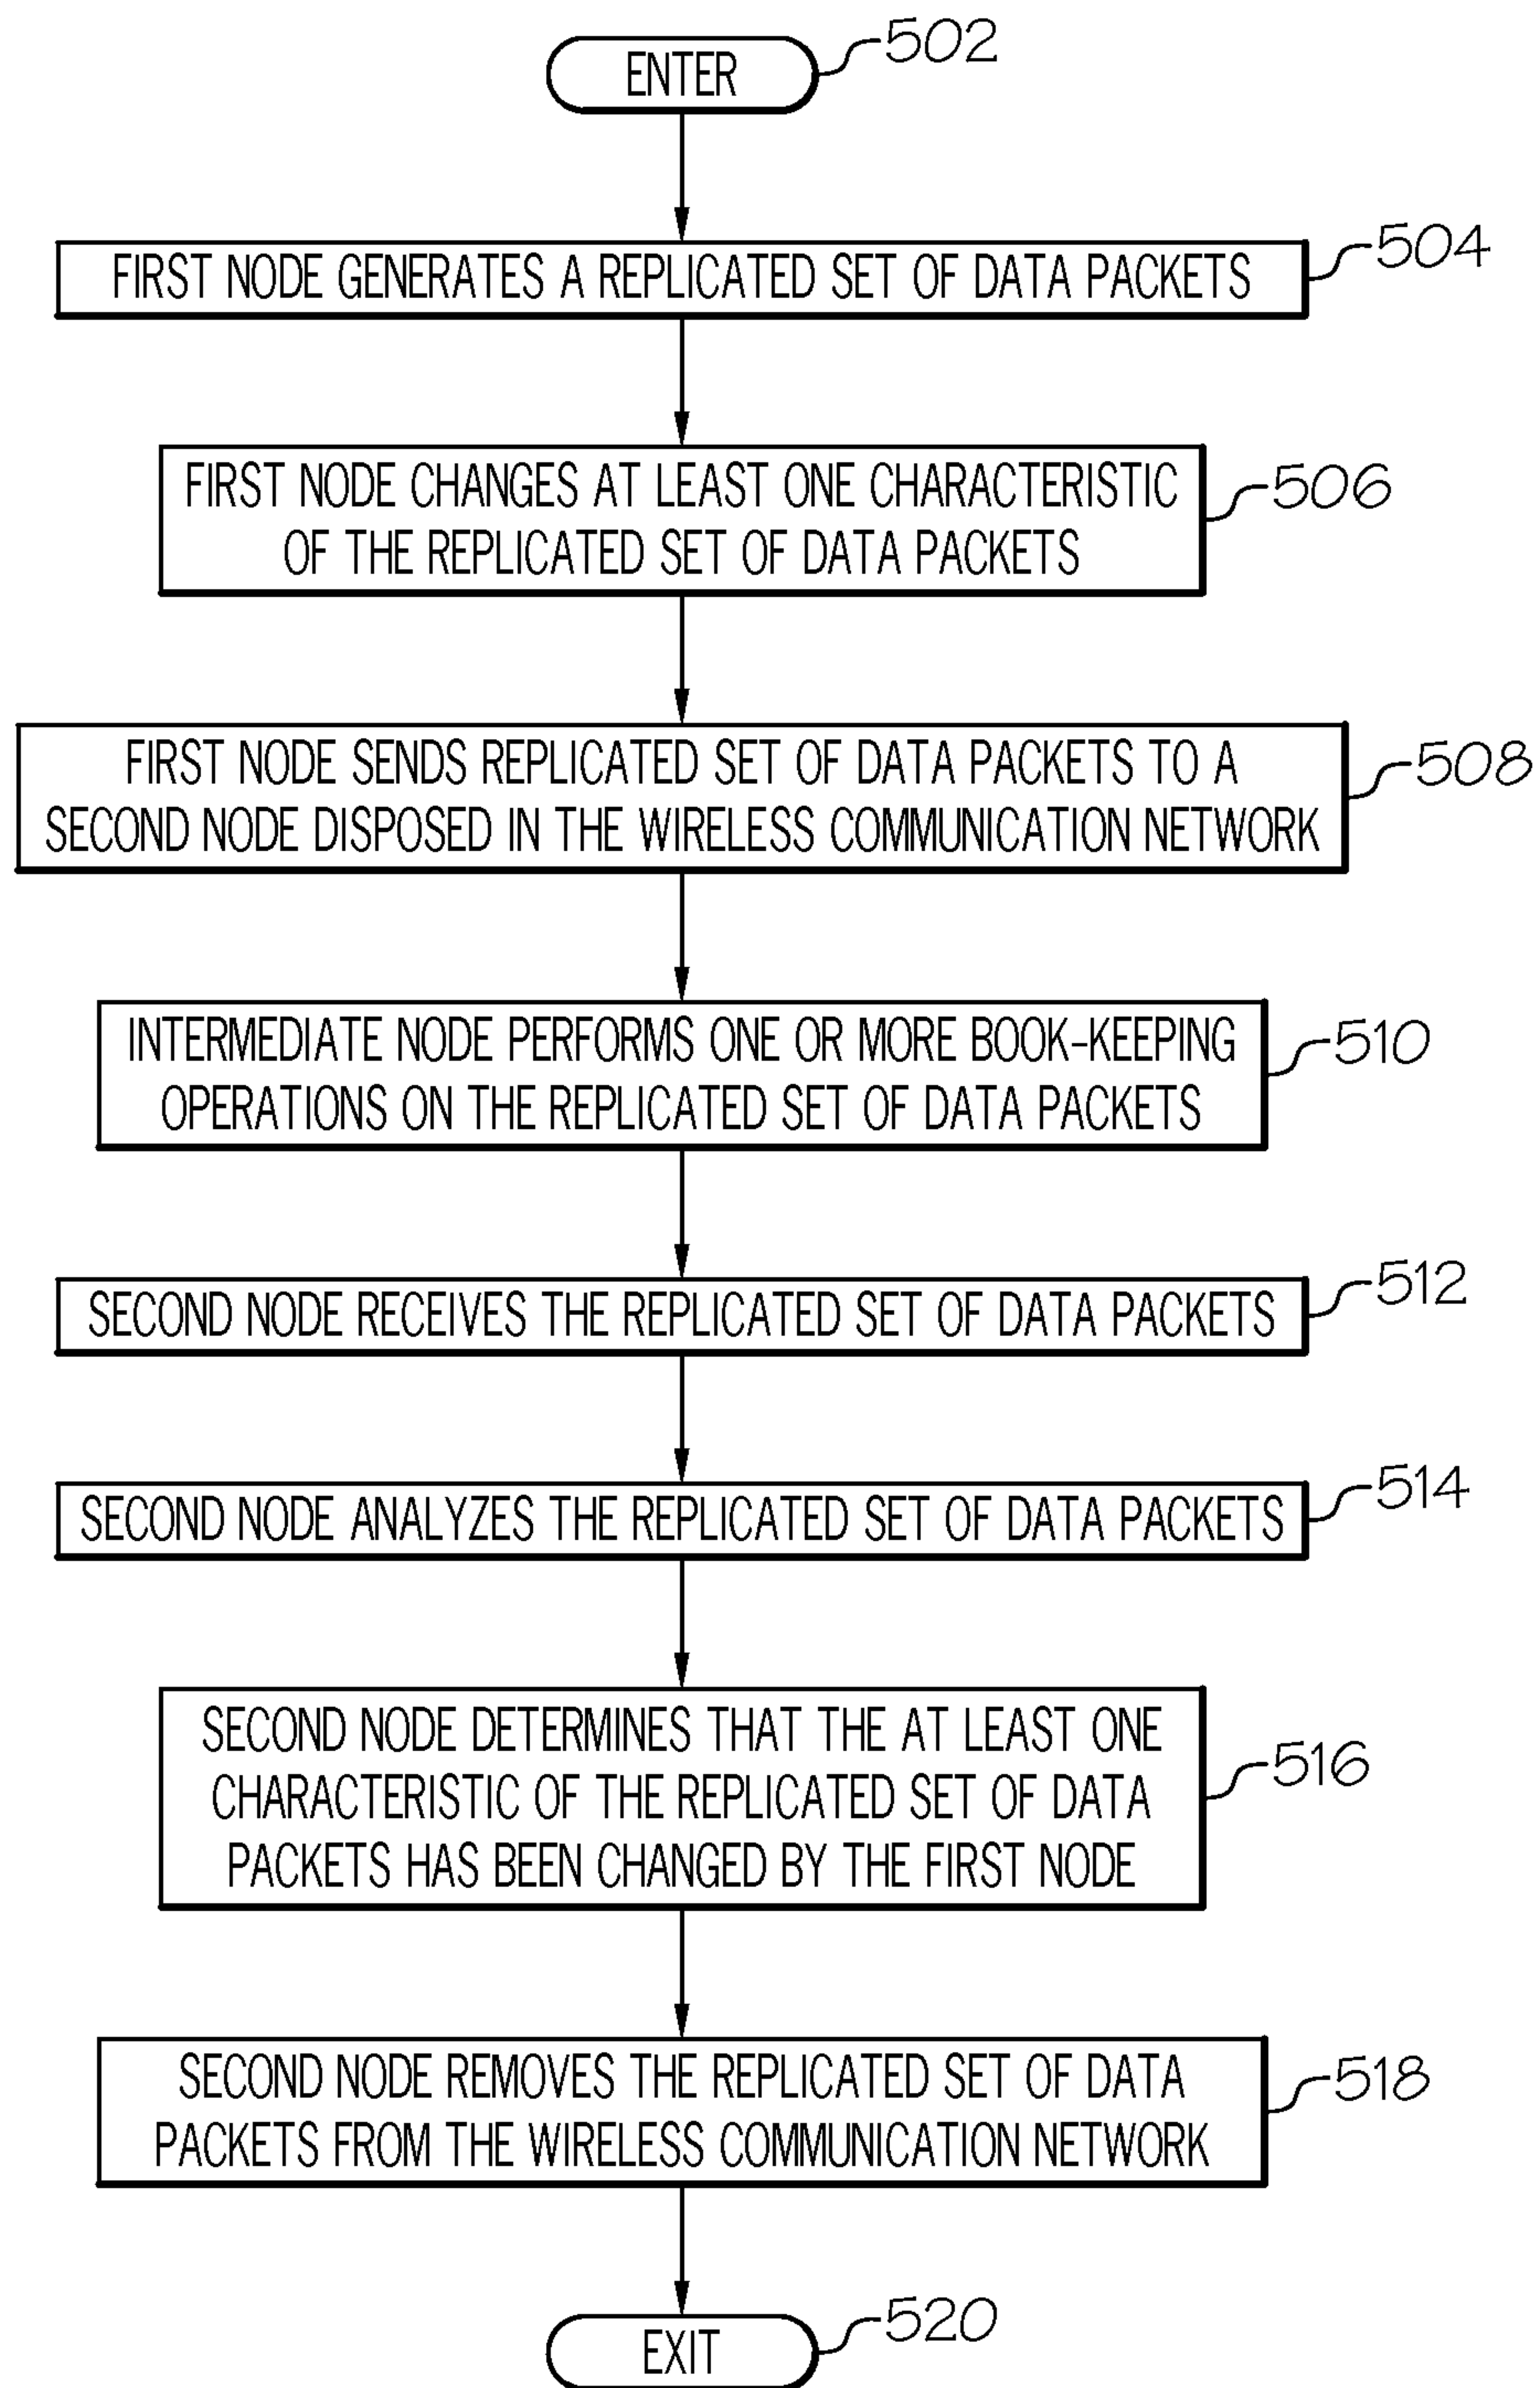 ENTER
502
FIRST NODE GENERATES A REPLICATED SET OF DATA PACKETS
504
FIRST NODE CHANGES AT LEAST ONE CHARACTERISTIC
OF THE REPLICATED SET OF DATA PACKETS
506
FIRST NODE SENDS REPLICATED SET OF DATA PACKETS TO A
SECOND NODE DISPOSED IN THE WIRELESS COMMUNICATION NETWORK
508
INTERMEDIATE NODE PERFORMS ONE OR MORE BOOK-KEEPING
OPERATIONS ON THE REPLICATED SET OF DATA PACKETS
510
SECOND NODE RECEIVES THE REPLICATED SET OF DATA PACKETS
512
SECOND NODE ANALYZES THE REPLICATED SET OF DATA PACKETS
514
SECOND NODE DETERMINES THAT THE AT LEAST ONE
CHARACTERISTIC OF THE REPLICATED SET OF DATA
PACKETS HAS BEEN CHANGED BY THE FIRST NODE
516
SECOND NODE REMOVES THE REPLICATED SET OF DATA
PACKETS FROM THE WIRELESS COMMUNICATION NETWORK
518
EXIT
520